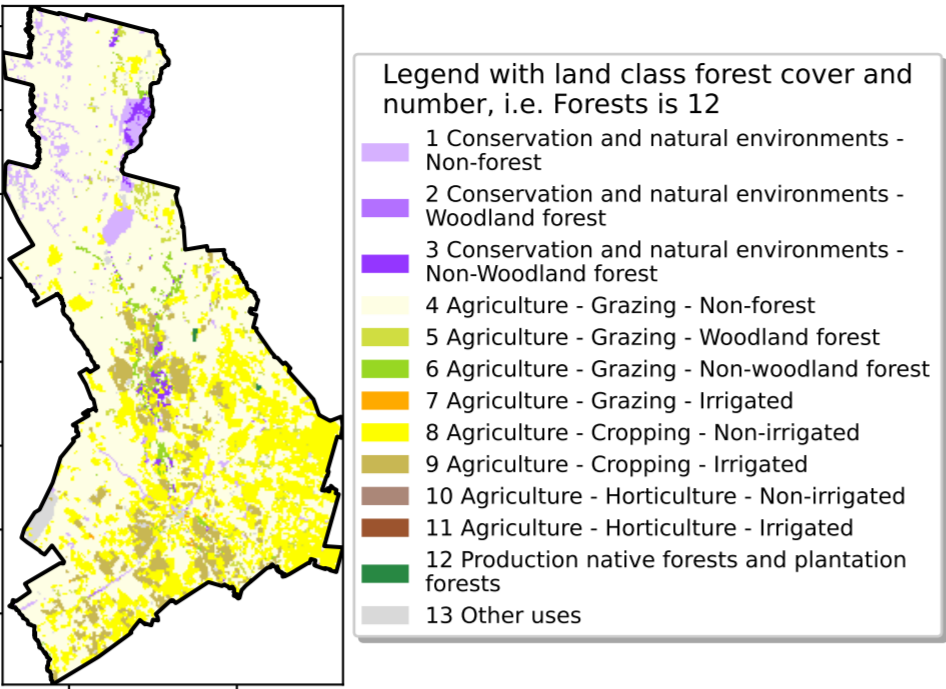 Legend with land class forest cover and
number, i.e. Forests is 12
1 Conservation and natural environments -
Non-forest
2 Conservation and natural environments -
Woodland forest
3 Conservation and natural environments -
Non-Woodland forest
4 Agriculture - Grazing - Non-forest
5 Agriculture - Grazing - Woodland forest
6 Agriculture - Grazing - Non-woodland forest
7 Agriculture - Grazing - Irrigated
8 Agriculture - Cropping - Non-irrigated
9 Agriculture - Cropping - Irrigated
10 Agriculture - Horticulture - Non-irrigated
11 Agriculture - Horticulture - Irrigated
12 Production native forests and plantation
forests
13 Other uses